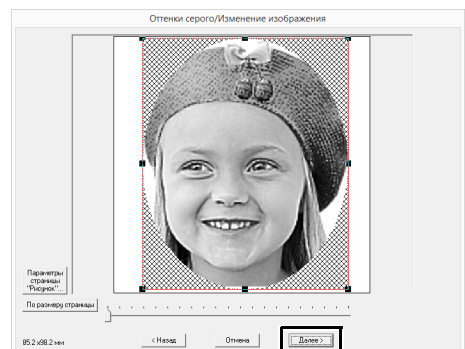 Оттенки серого/Изменение изображения
Параметры
страницы
"Рисунок"...
По размеру страницы
85.2 x98.2 мм
< Назад
Отмена
Далее >